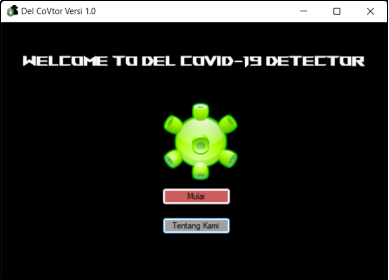 Del CoVtor Versi 1.0
WELCOME TO DEL COVID-19 DETECTOR
Mulai
Tentang Kami